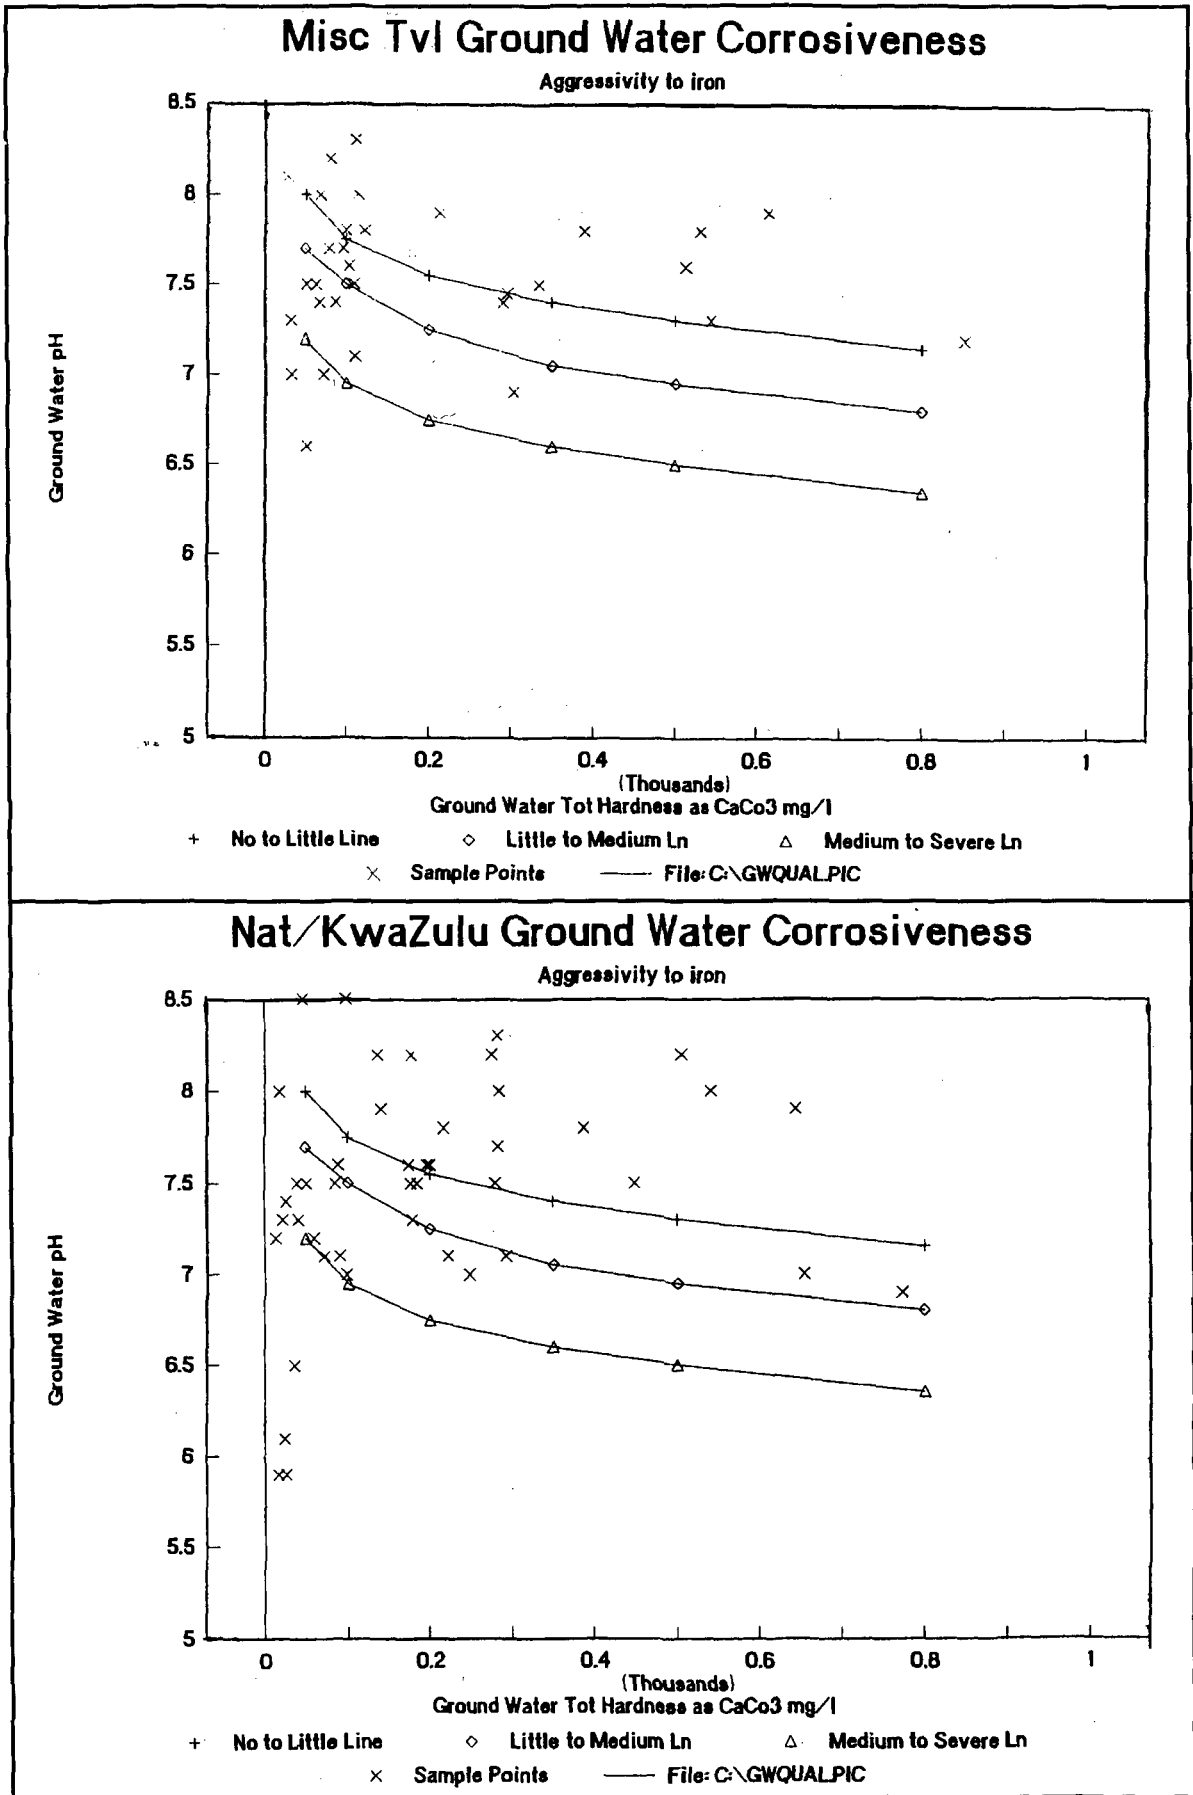 Misc Tvl Ground Water Corrosiveness
Aggressivity to iron
8.5
8
7.5
7
6.5
6
5.5
5
Ground Water pH
0 0.2 0.4 0.6 0.8 1
(Thousands)
Ground Water Tot Hardness as CaCo3 mg/l
+ No to Little Line ◇ Little to Medium Ln △ Medium to Severe Ln
× Sample Points —— File: C:\GWQUAL.PIC
Nat/KwaZulu Ground Water Corrosiveness
Aggressivity to iron
8.5
8
7.5
7
6.5
6
5.5
5
Ground Water pH
0 0.2 0.4 0.6 0.8 1
(Thousands)
Ground Water Tot Hardness as CaCo3 mg/l
+ No to Little Line ◇ Little to Medium Ln △ Medium to Severe Ln
× Sample Points —— File: C:\GWQUAL.PIC